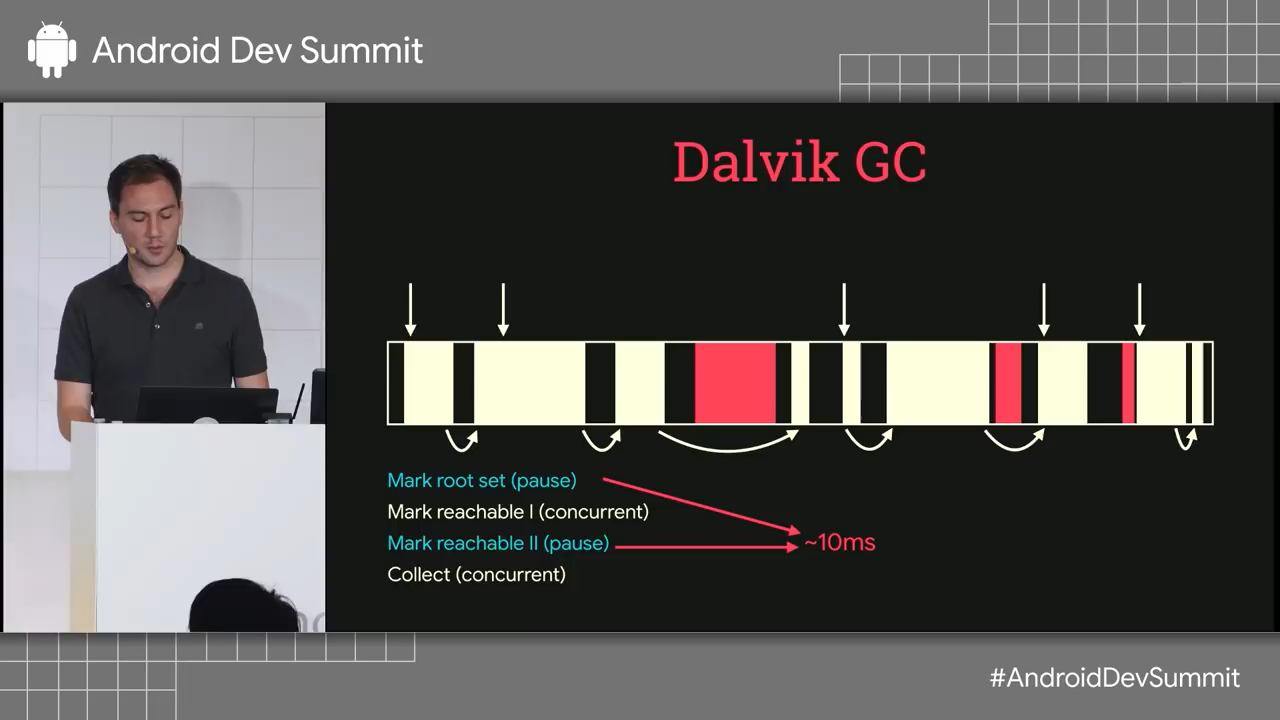 Android Dev Summit
Dalvik GC
Mark root set (pause)
Mark reachable I (concurrent)
~10ms
Mark reachable II (pause)
Collect (concurrent)
#AndroidDevSummit